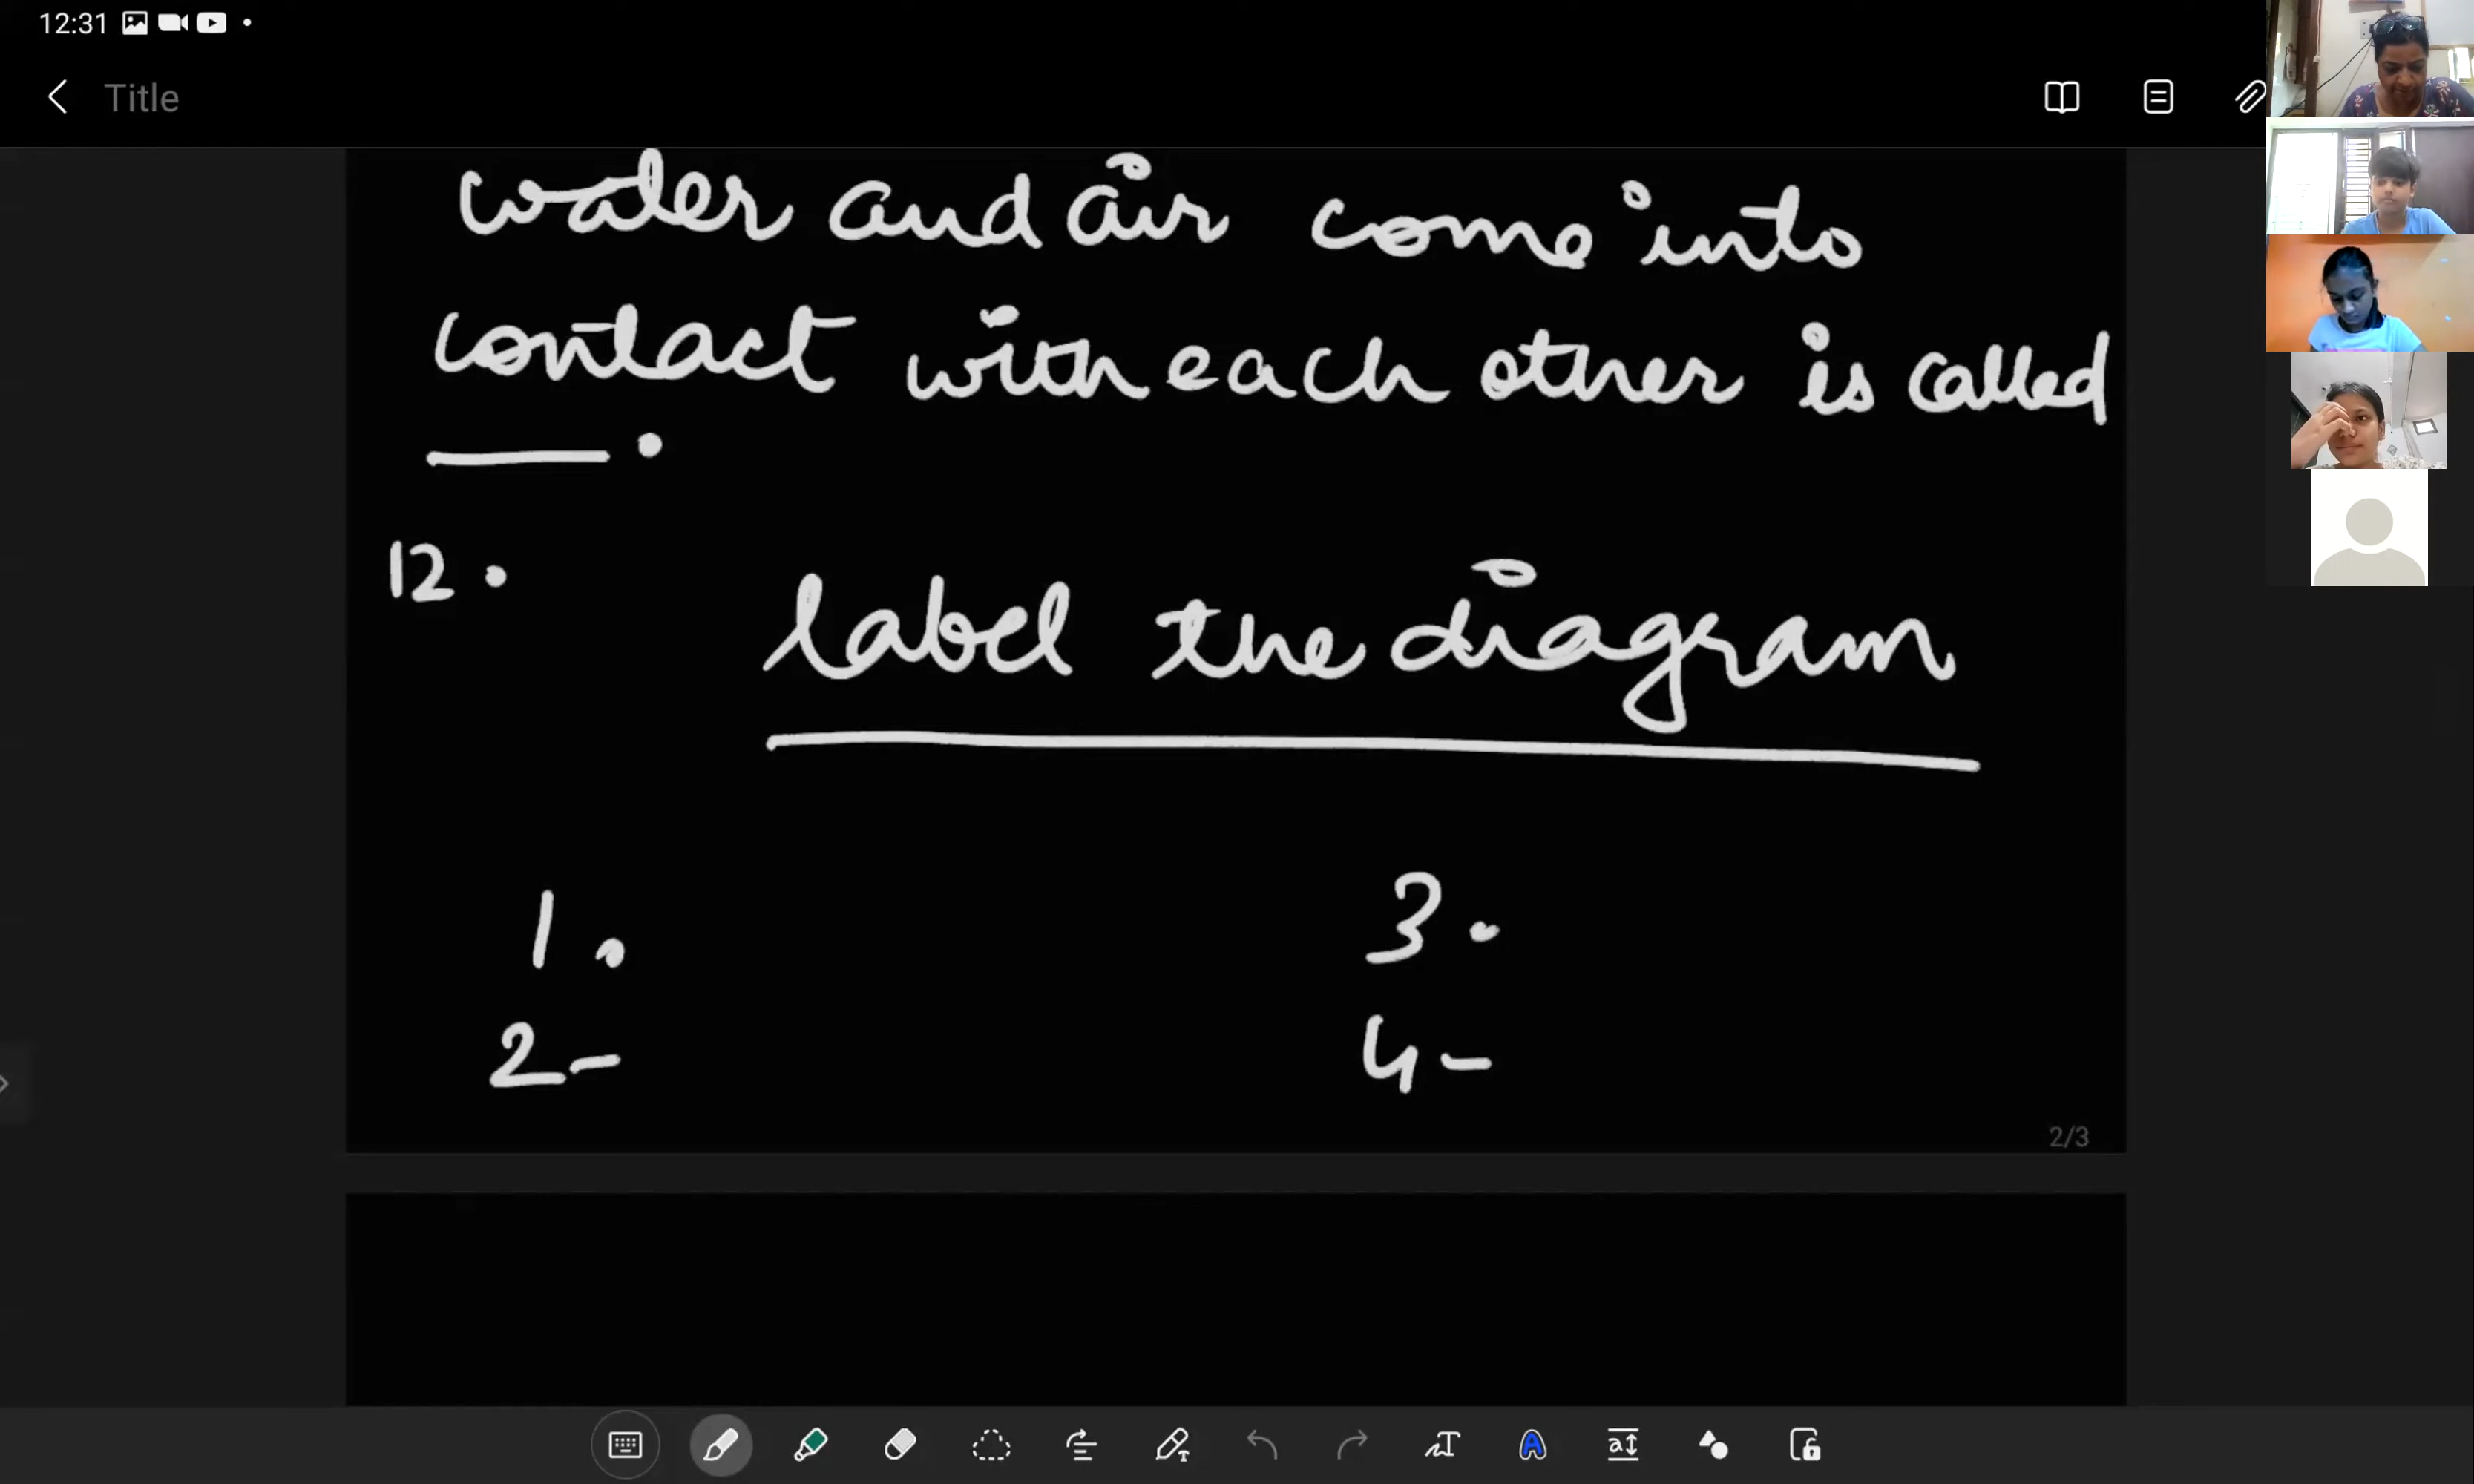 12:31
Title
water and air come into
contact with each other is called
_____.
12. label the diagram
1. 3.
2- 4-
2/3